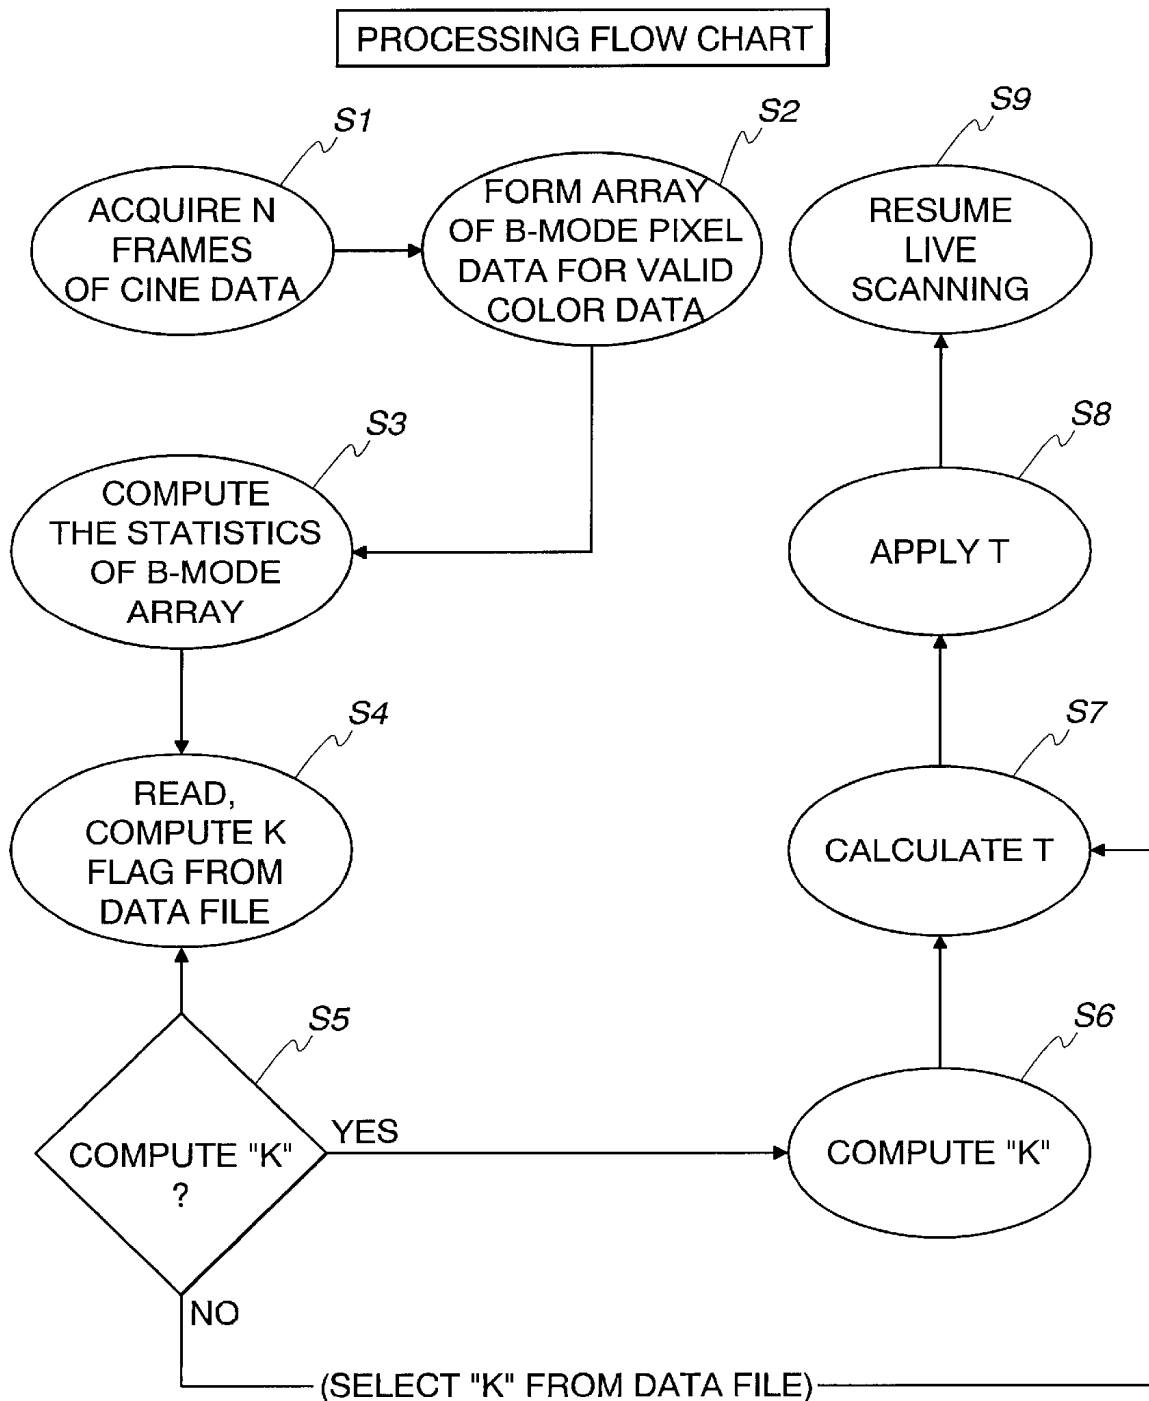 PROCESSING FLOW CHART
S1
ACQUIRE N
FRAMES
OF CINE DATA
S2
FORM ARRAY
OF B-MODE PIXEL
DATA FOR VALID
COLOR DATA
S9
RESUME
LIVE
SCANNING
S3
COMPUTE
THE STATISTICS
OF B-MODE
ARRAY
S8
APPLY T
S4
READ,
COMPUTE K
FLAG FROM
DATA FILE
S7
CALCULATE T
S5
COMPUTE "K"
?
YES
NO
S6
COMPUTE "K"
(SELECT "K" FROM DATA FILE)